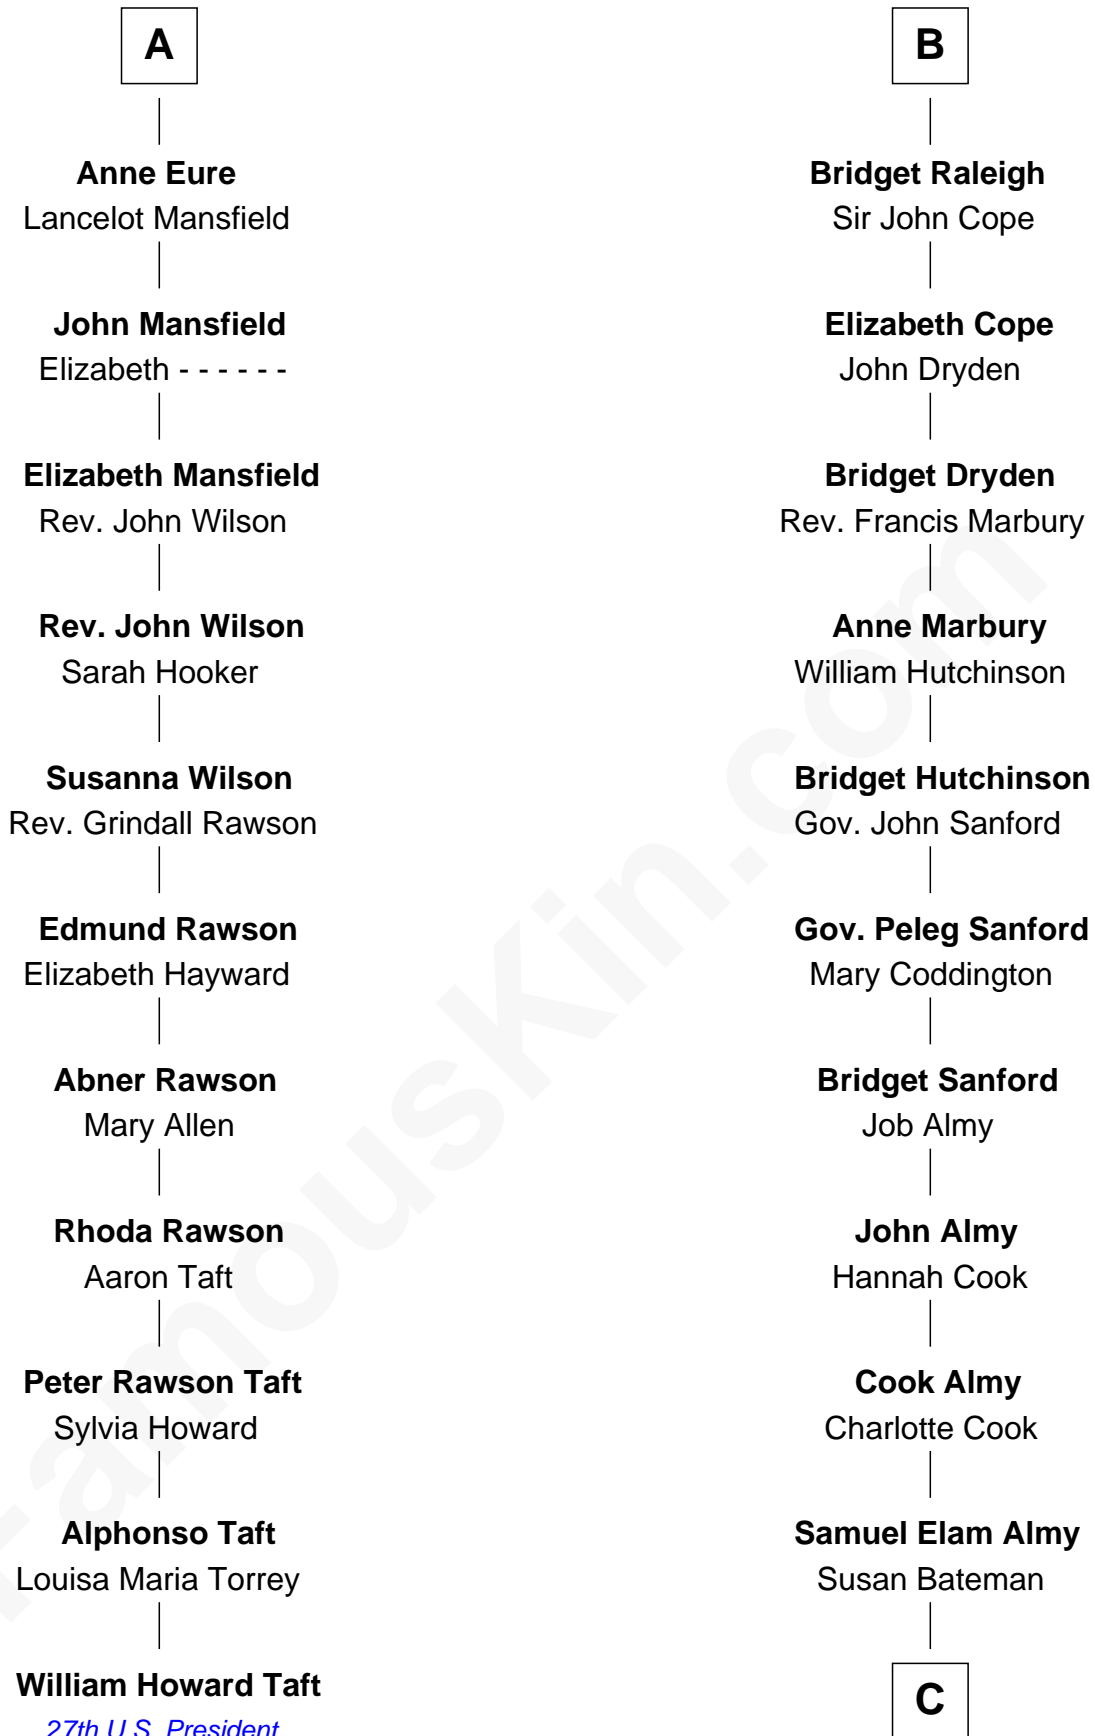 A
Anne Eure
Lancelot Mansfield
John Mansfield
Elizabeth - - - - - -
Elizabeth Mansfield
Rev. John Wilson
Rev. John Wilson
Sarah Hooker
Susanna Wilson
Rev. Grindall Rawson
Edmund Rawson
Elizabeth Hayward
Abner Rawson
Mary Allen
Rhoda Rawson
Aaron Taft
Peter Rawson Taft
Sylvia Howard
Alphonso Taft
Louisa Maria Torrey
William Howard Taft
27th U.S. President
B
Bridget Raleigh
Sir John Cope
Elizabeth Cope
John Dryden
Bridget Dryden
Rev. Francis Marbury
Anne Marbury
William Hutchinson
Bridget Hutchinson
Gov. John Sanford
Gov. Peleg Sanford
Mary Coddington
Bridget Sanford
Job Almy
John Almy
Hannah Cook
Cook Almy
Charlotte Cook
Samuel Elam Almy
Susan Bateman
C
FamousKin.com